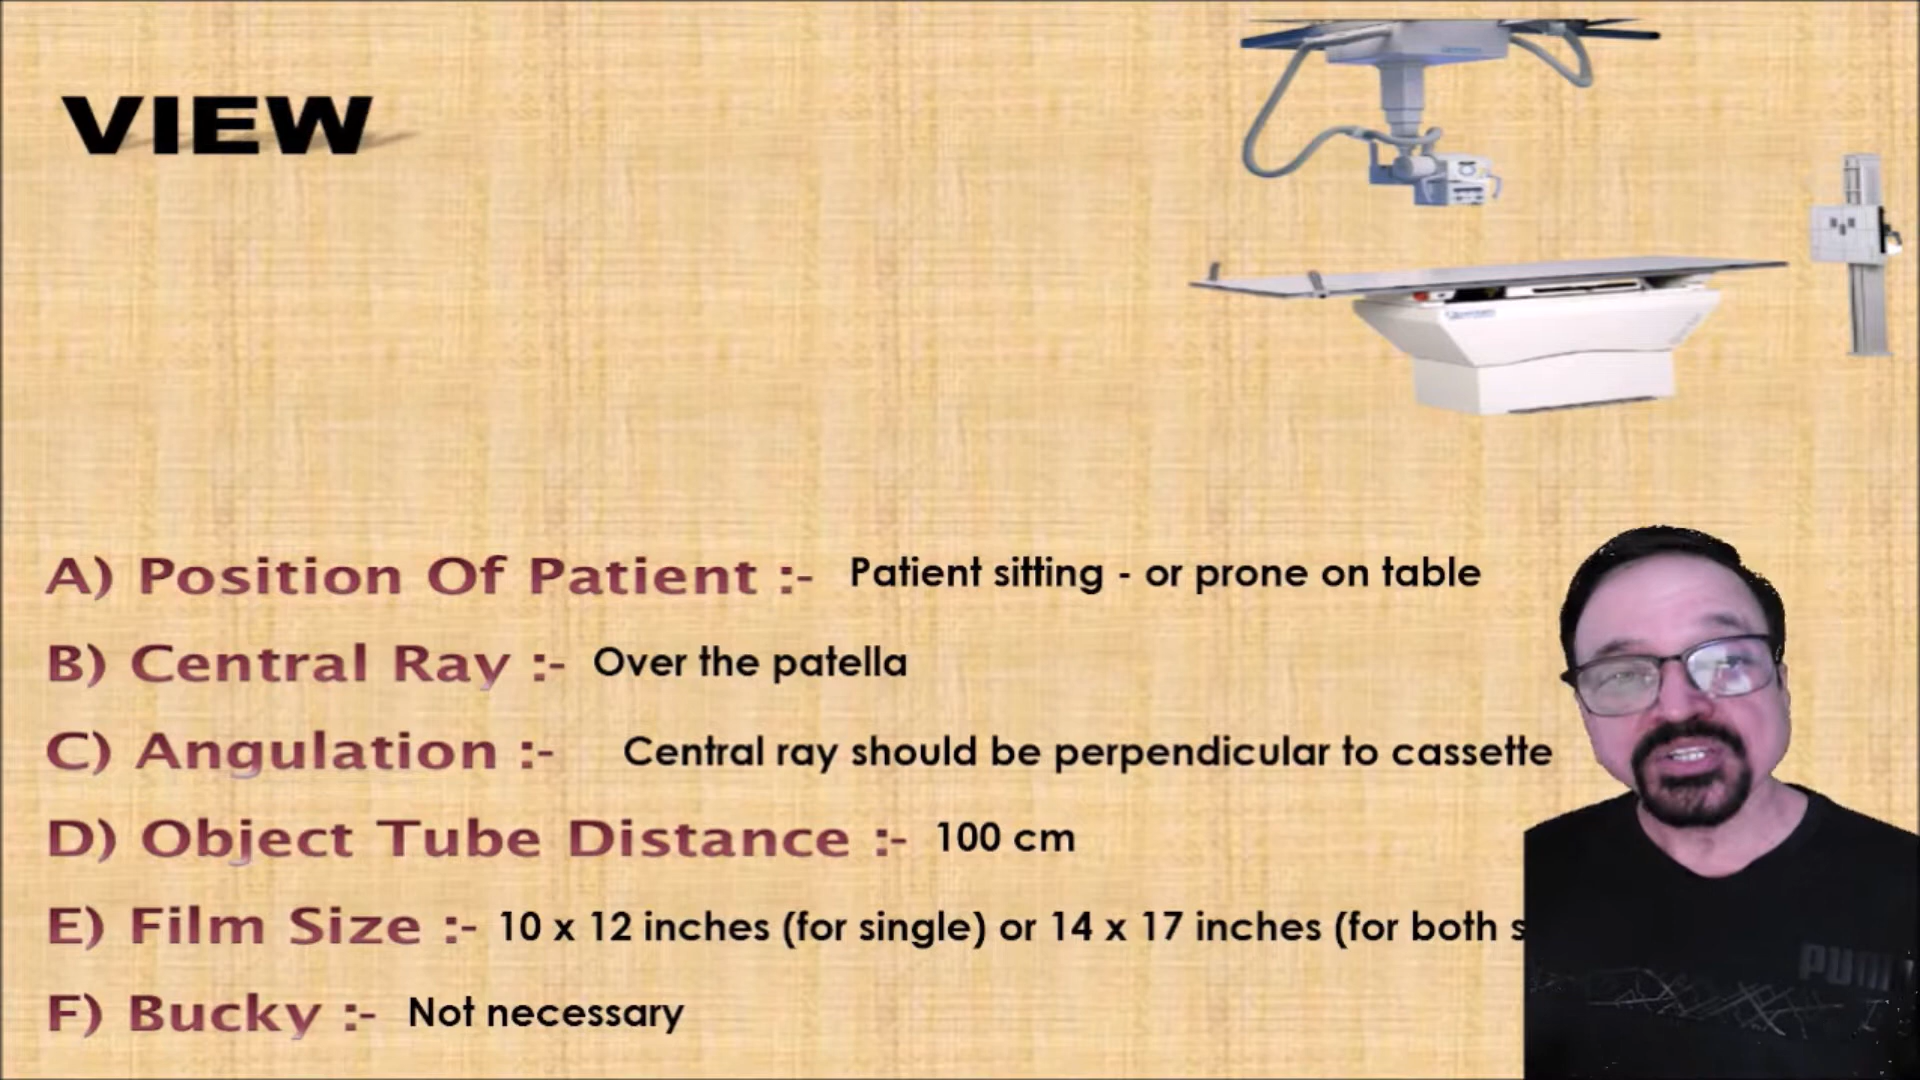 VIEW
A) Position Of Patient :- Patient sitting - or prone on table
B) Central Ray :- Over the patella
C) Angulation :- Central ray should be perpendicular to cassette
D) Object Tube Distance :- 100 cm
E) Film Size :- 10 x 12 inches (for single) or 14 x 17 inches (for both s
F) Bucky :- Not necessary